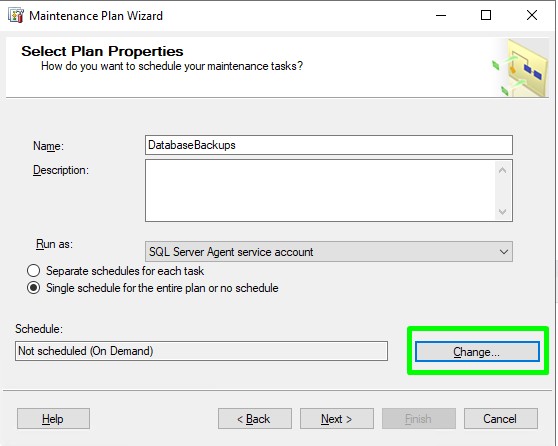 Maintenance Plan Wizard
Select Plan Properties
How do you want to schedule your maintenance tasks?
Name:
DatabaseBackups
Description:
Run as:
SQL Server Agent service account
Separate schedules for each task
Single schedule for the entire plan or no schedule
Schedule:
Not scheduled (On Demand)
Change...
Help
< Back
Next >
Finish
Cancel